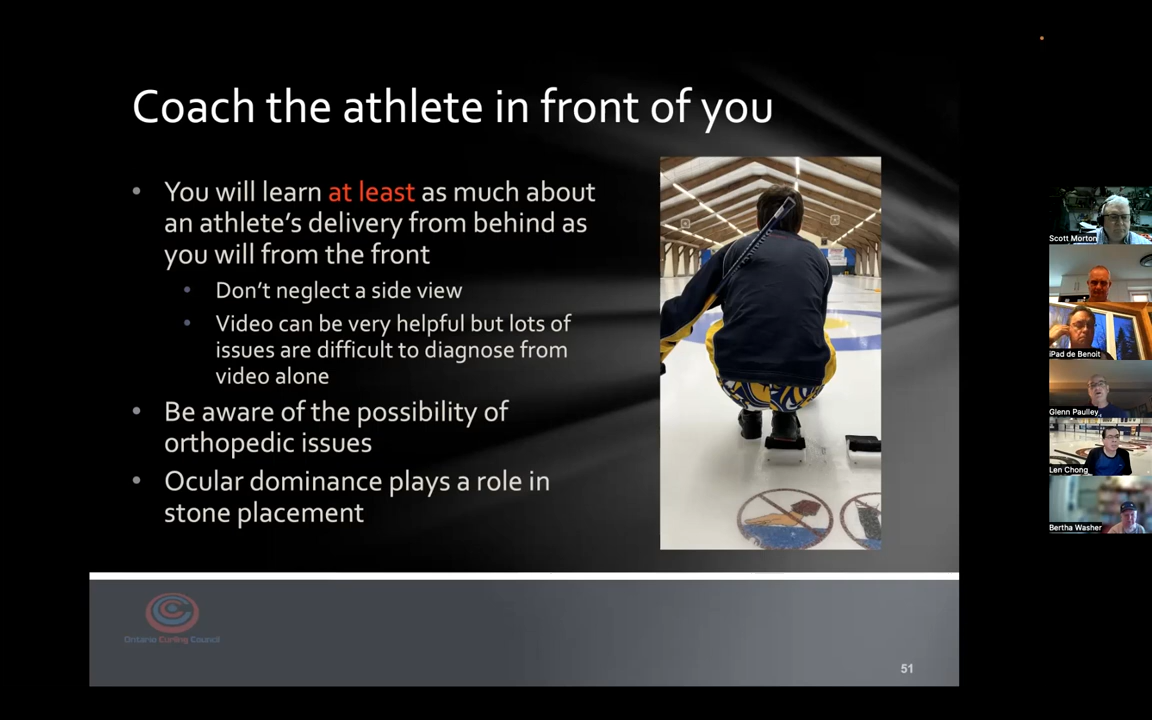 Coach the athlete in front of you
• You will learn at least as much about
an athlete's delivery from behind as
you will from the front
• Don't neglect a side view
• Video can be very helpful but lots of
issues are difficult to diagnose from
video alone
• Be aware of the possibility of
orthopedic issues
• Ocular dominance plays a role in
stone placement
Ontario Curling Council
51
Scott Morton
iPad de Benoit
Glenn Paulley
Len Chong
Bertha Washer